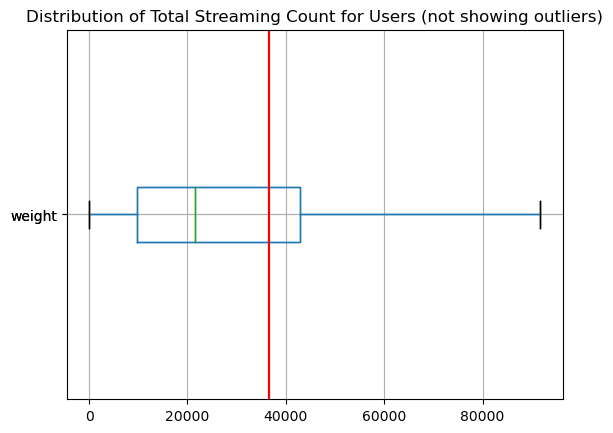 Distribution of Total Streaming Count for Users (not showing outliers)
weight
0 20000 40000 60000 80000